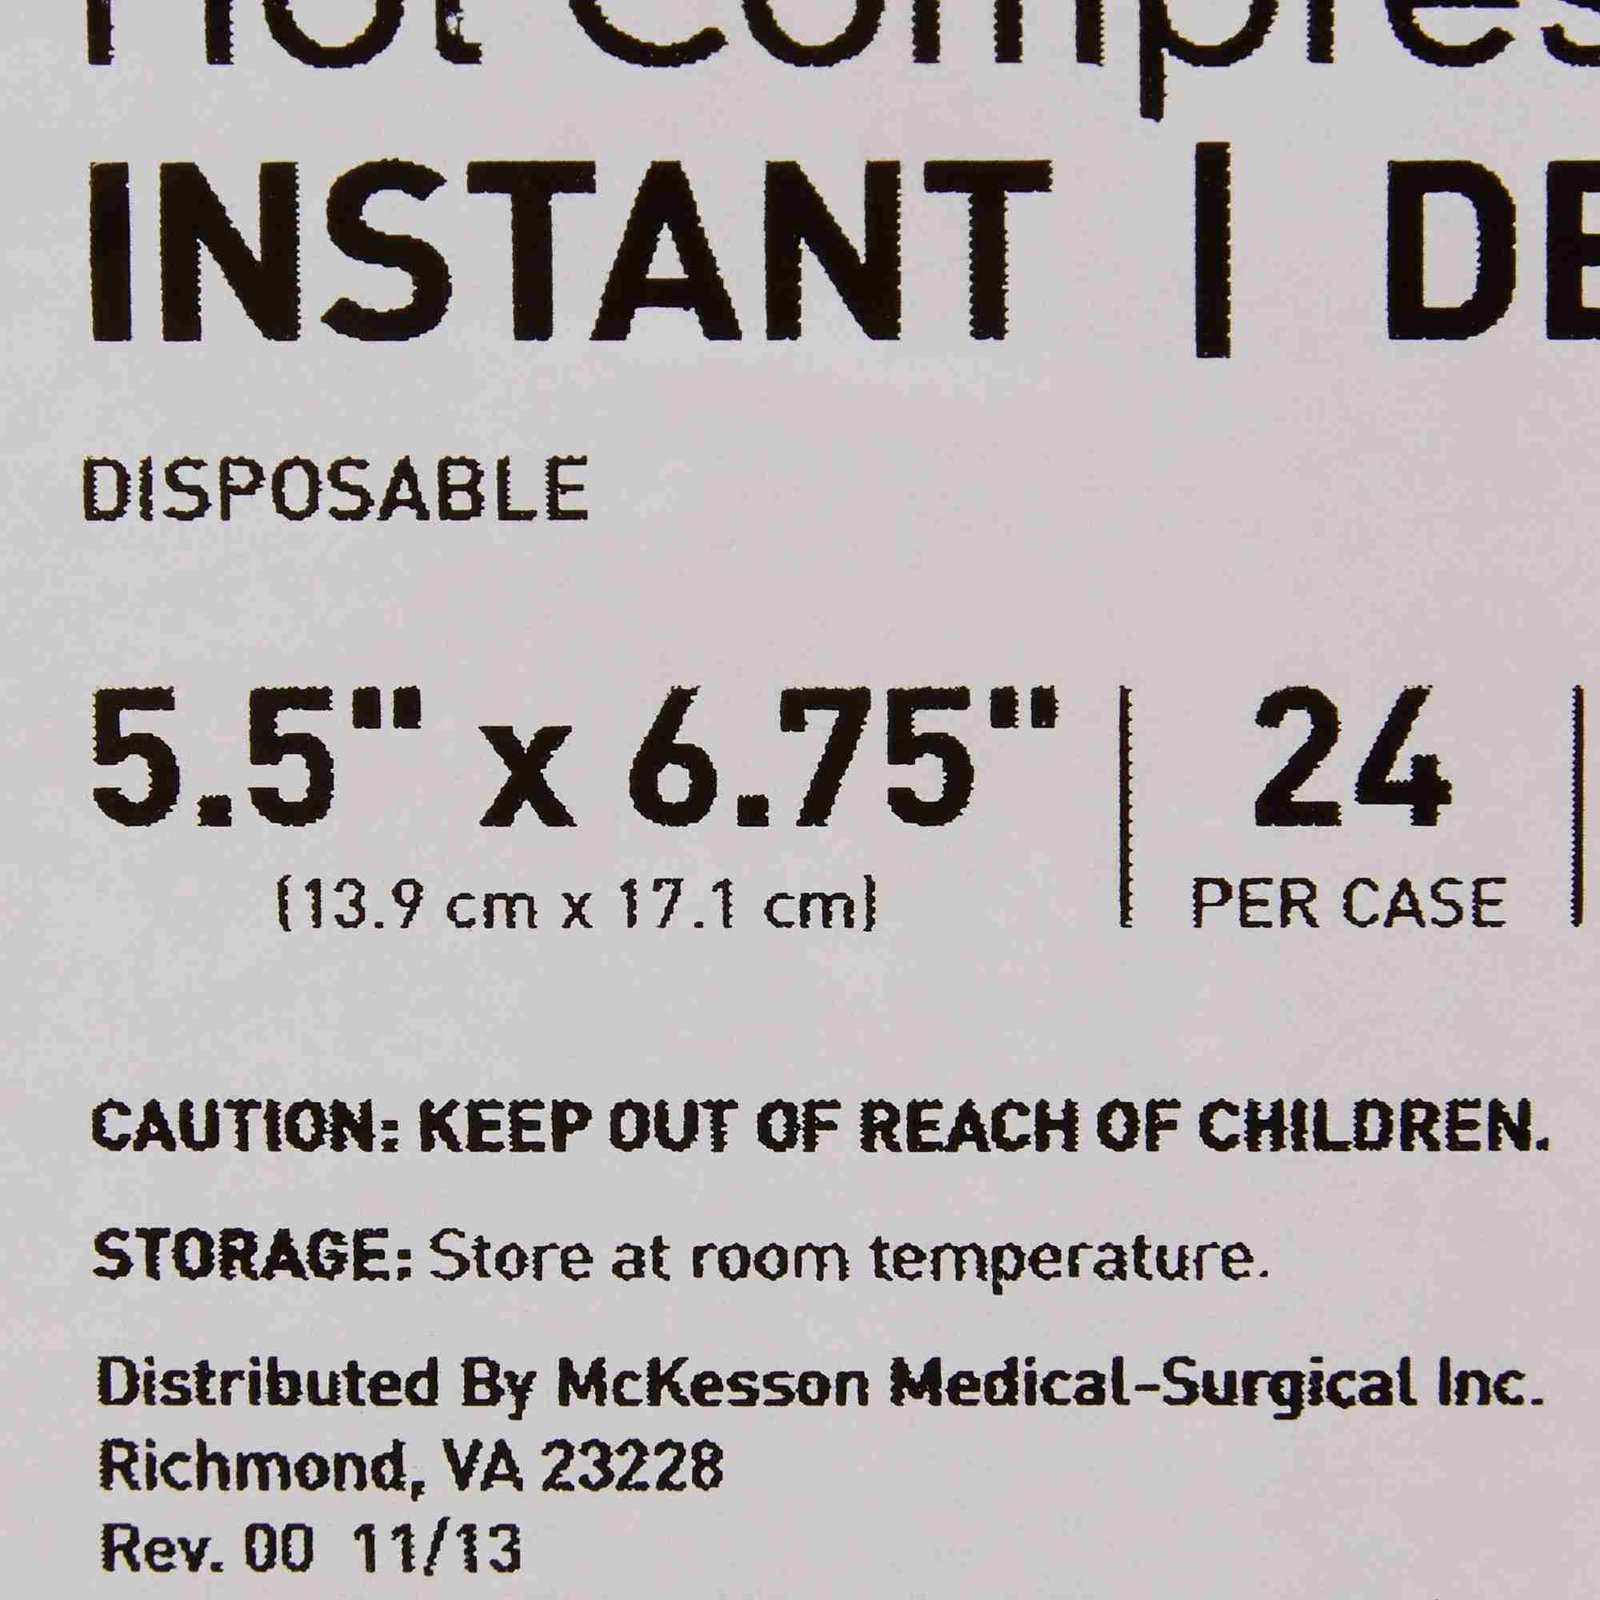 Hot Compres
INSTANT | DE
DISPOSABLE
5.5" x 6.75" | 24 |
(13.9 cm x 17.1 cm) PER CASE
CAUTION: KEEP OUT OF REACH OF CHILDREN.
STORAGE: Store at room temperature.
Distributed By McKesson Medical-Surgical Inc.
Richmond, VA 23228
Rev. 00 11/13